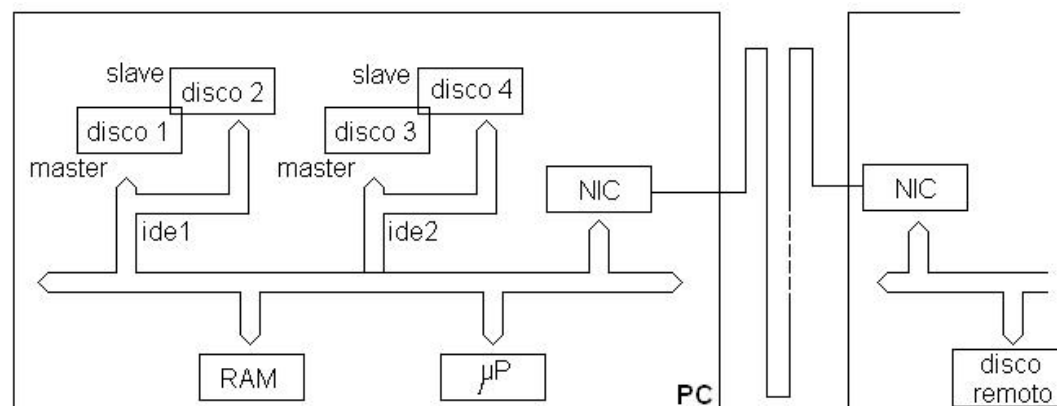 slave
disco 2
disco 1
master
ide1
slave
disco 4
disco 3
master
ide2
NIC
RAM
µP
PC
NIC
disco
remoto